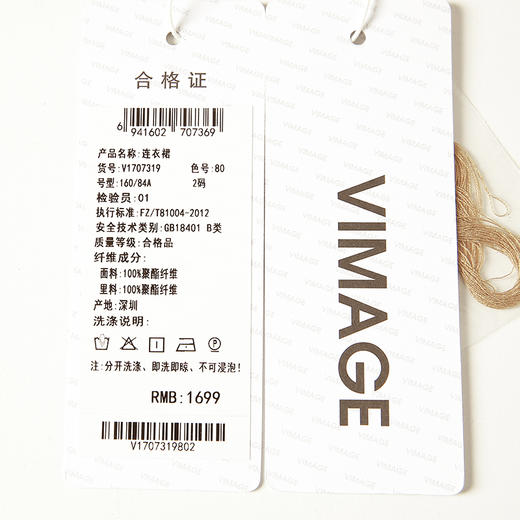 合格证
6 941602 707369
产品名称:连衣裙
货号:V1707319 色号:80
号型:160/84A 2码
检验员:01
执行标准:FZ/T81004-2012
安全技术类别:GB18401 B类
质量等级:合格品
纤维成分:
面料:100%聚酯纤维
里料:100%聚酯纤维
产地:深圳
洗涤说明:
P
注:分开洗涤、即洗即晾、不可浸泡!
RMB:1699
V1707319802
VIMAGE